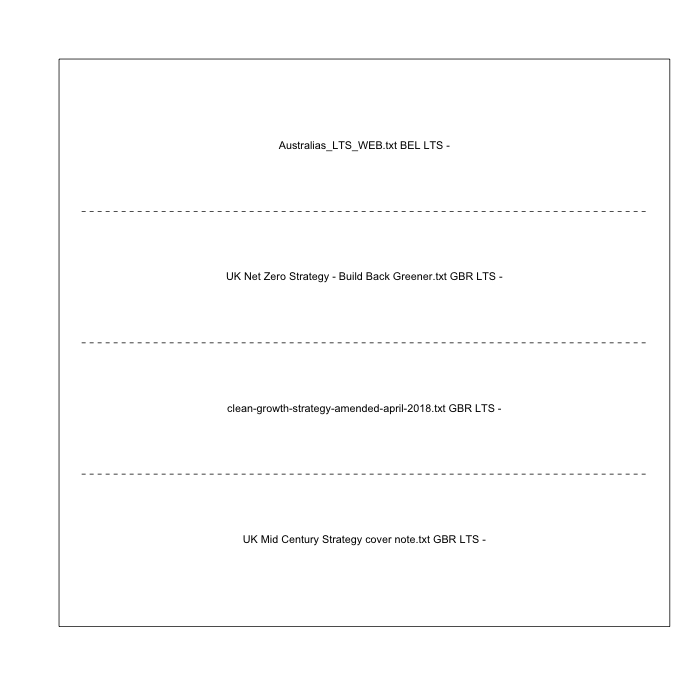 Australias_LTS_WEB.txt BEL LTS -
UK Net Zero Strategy - Build Back Greener.txt GBR LTS -
clean-growth-strategy-amended-april-2018.txt GBR LTS -
UK Mid Century Strategy cover note.txt GBR LTS -